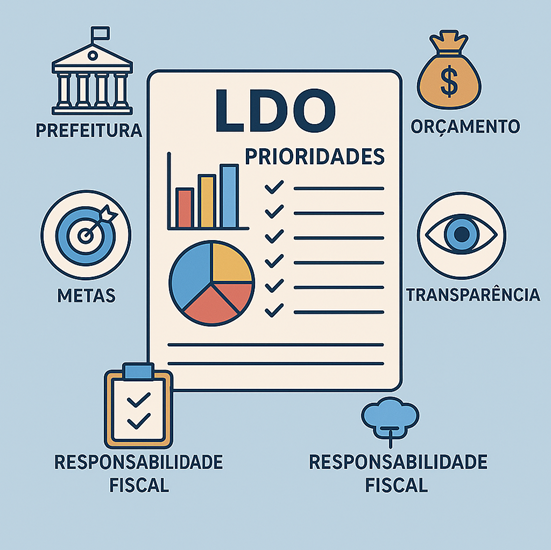 LDO
PRIORIDADES
PREFEITURA
ORÇAMENTO
METAS
TRANSPARÊNCIA
RESPONSABILIDADE
FISCAL
RESPONSABILIDADE
FISCAL